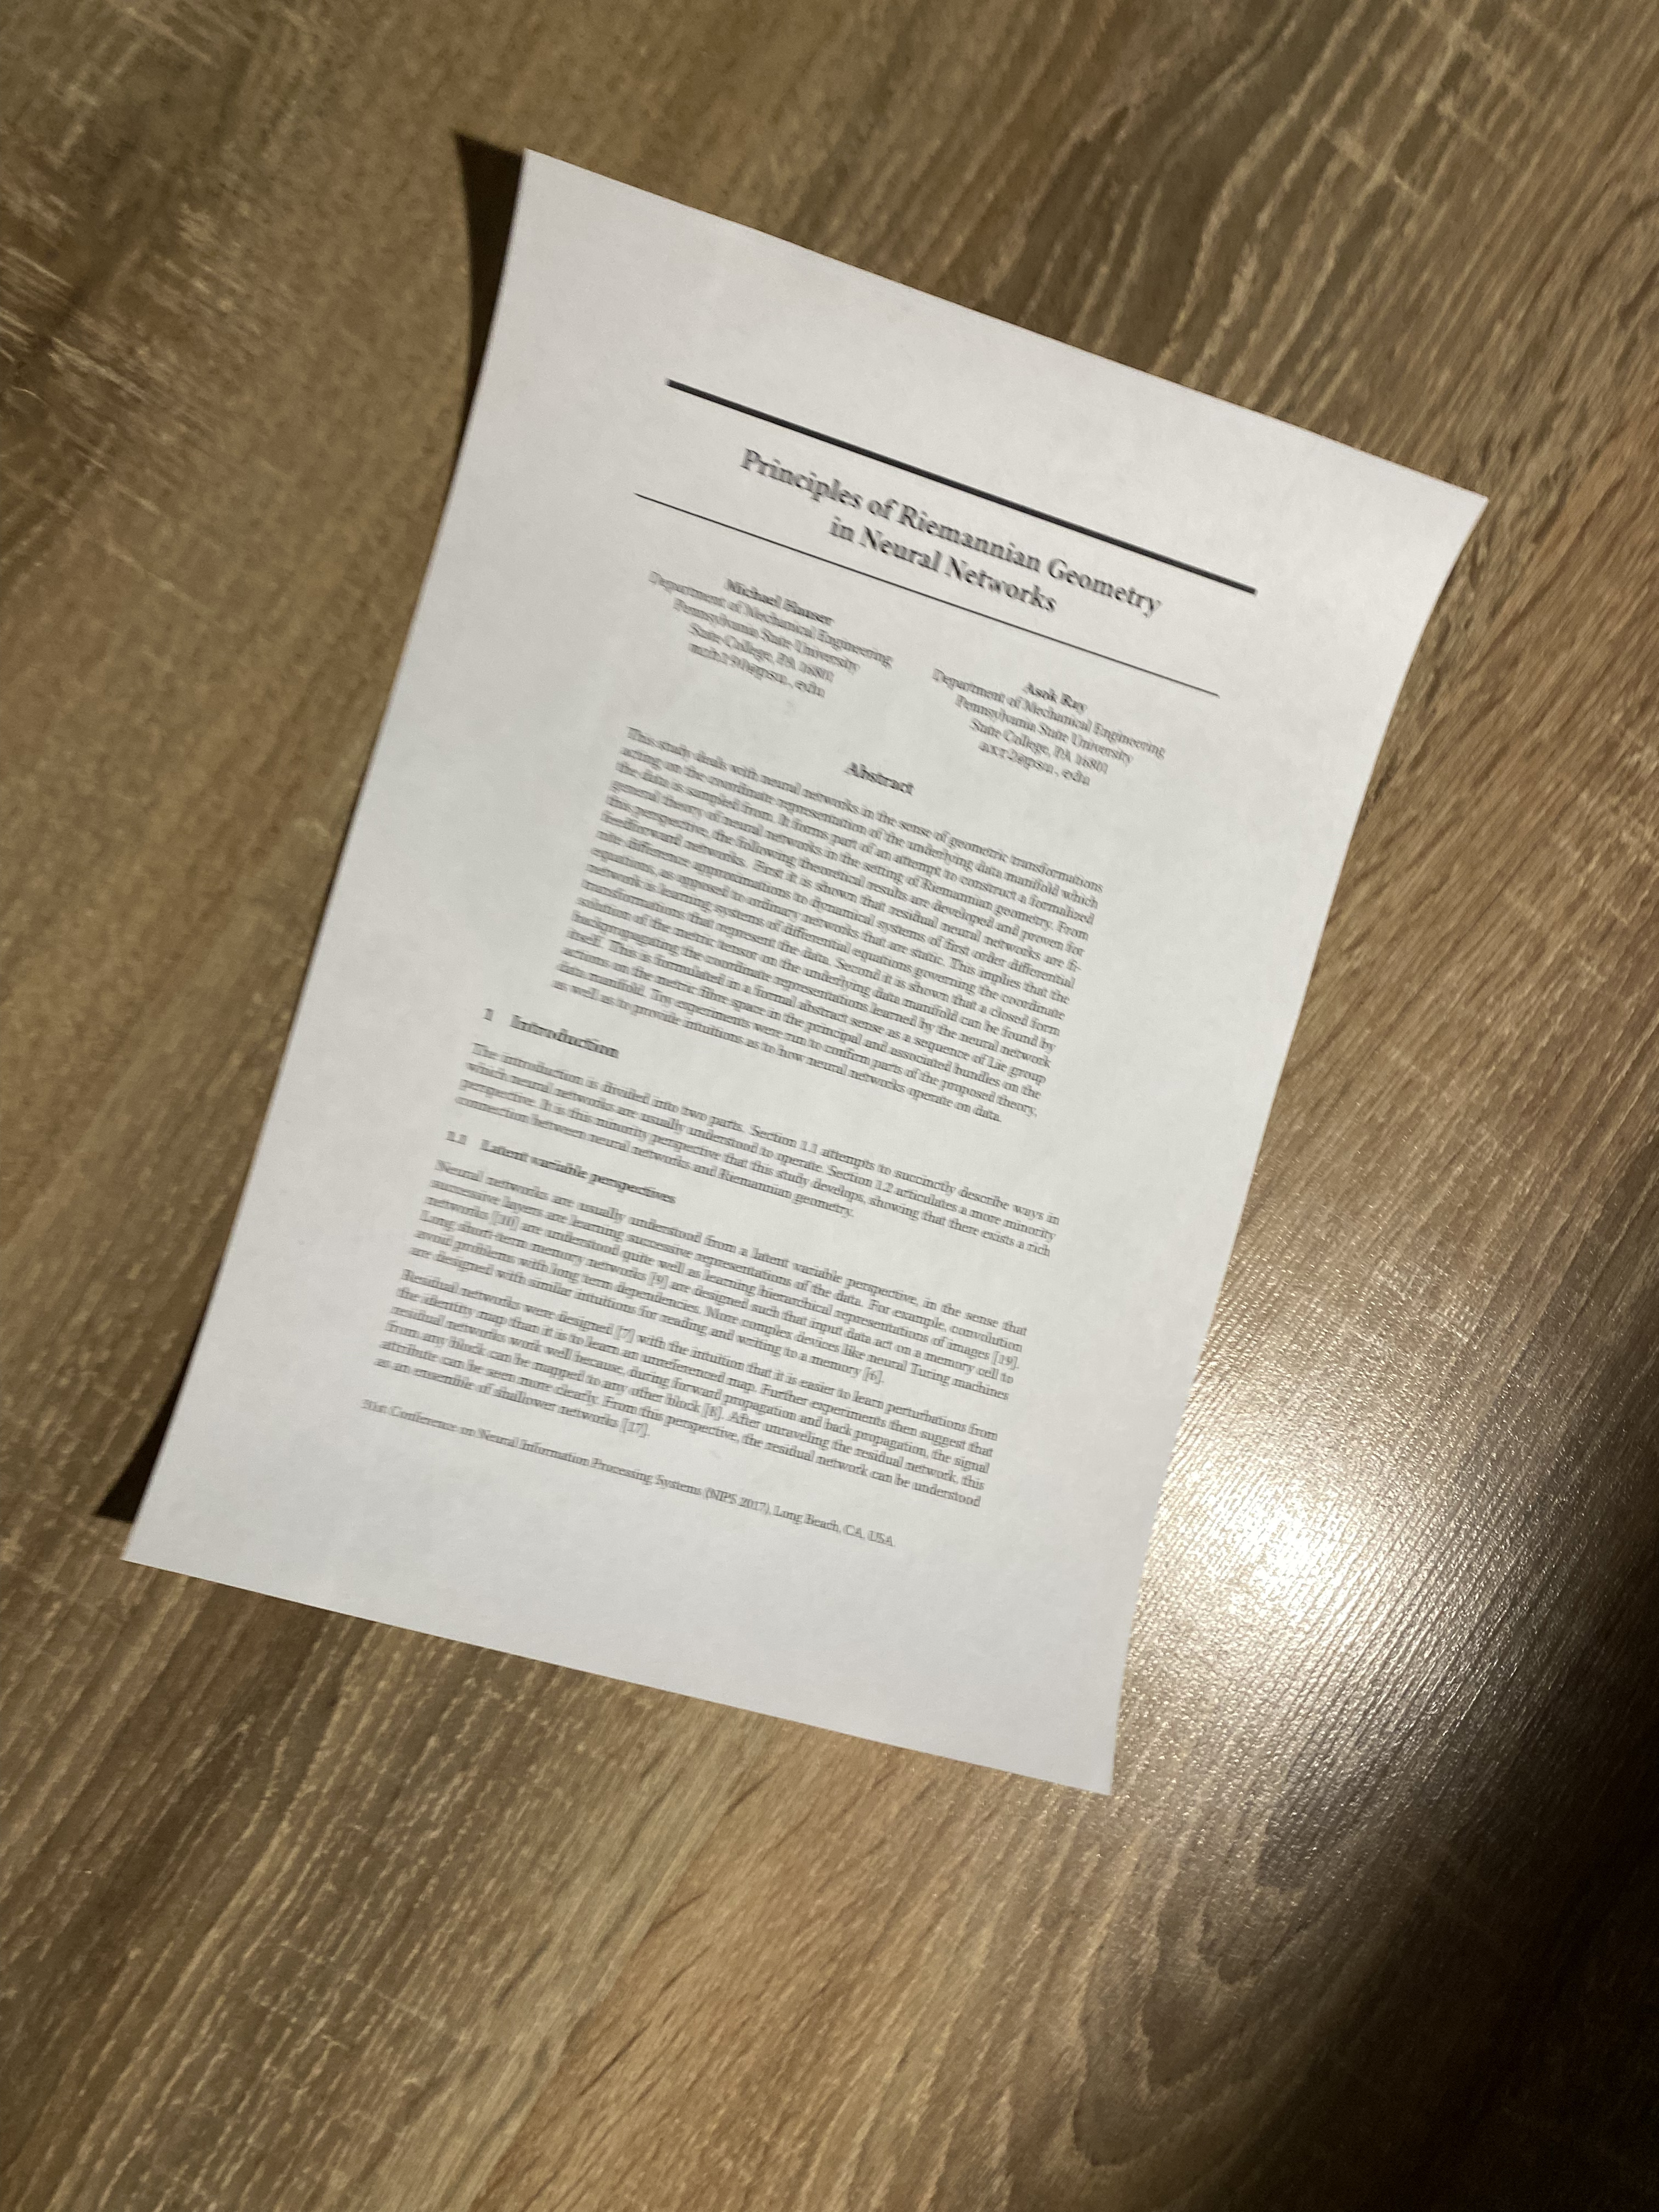 Principles of Riemannian Geometry
in Neural Networks
Michael Hauser
Department of Mechanical Engineering
Pennsylvania State University
State College, PA 16801
mzh190@psu.edu
Asok Ray
Department of Mechanical Engineering
Pennsylvania State University
State College, PA 16801
axr2@psu.edu
Abstract
This study deals with neural networks in the sense of geometric transformations
acting on the coordinate representation of the underlying data manifold which
the data is sampled from. It forms part of an attempt to construct a formalized
general theory of neural networks in the setting of Riemannian geometry. From
this perspective, the following theoretical results are developed and proven for
feedforward networks. First it is shown that residual neural networks are fi-
nite difference approximations to dynamical systems of first order differential
equations, as opposed to ordinary networks that are static. This implies that the
network is learning systems of differential equations governing the coordinate
transformations that represent the data. Second it is shown that a closed form
solution of the metric tensor on the underlying data manifold can be found by
backpropagating the coordinate representations learned by the neural network
itself. This is formulated in a formal abstract sense as a sequence of Lie group
actions on the metric fibre space in the principal and associated bundles on the
data manifold. Toy experiments were run to confirm parts of the proposed theory,
as well as to provide intuitions as to how neural networks operate on data.
1 Introduction
The introduction is divided into two parts. Section 1.1 attempts to succinctly describe ways in
which neural networks are usually understood to operate. Section 1.2 articulates a more minority
perspective. It is this minority perspective that this study develops, showing that there exists a rich
connection between neural networks and Riemannian geometry.
1.1 Latent variable perspectives
Neural networks are usually understood from a latent variable perspective, in the sense that
successive layers are learning successive representations of the data. For example, convolution
networks [10] are understood quite well as learning hierarchical representations of images [19].
Long short-term memory networks [9] are designed such that input data act on a memory cell to
avoid problems with long term dependencies. More complex devices like neural Turing machines
are designed with similar intuitions for reading and writing to a memory [6].
Residual networks were designed [7] with the intuition that it is easier to learn perturbations from
the identity map than it is to learn an unreferenced map. Further experiments then suggest that
residual networks work well because, during forward propagation and back propagation, the signal
from any block can be mapped to any other block [8]. After unraveling the residual network, this
attribute can be seen more clearly. From this perspective, the residual network can be understood
as an ensemble of shallower networks [17].
31st Conference on Neural Information Processing Systems (NIPS 2017), Long Beach, CA, USA.